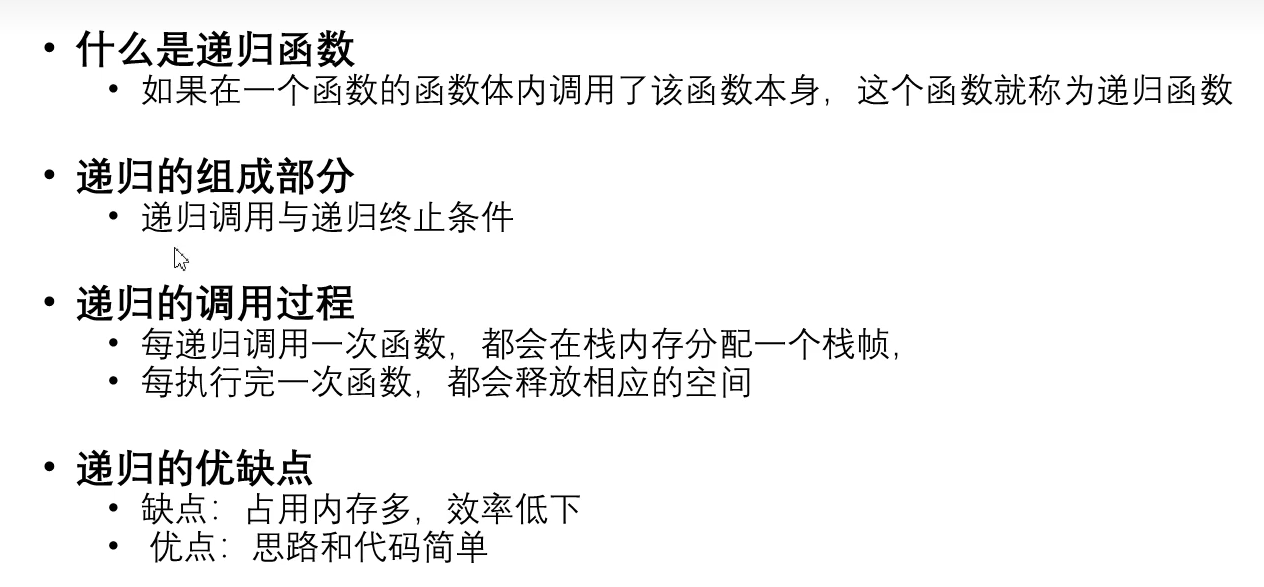 • 什么是递归函数
• 如果在一个函数的函数体内调用了该函数本身，这个函数就称为递归函数
• 递归的组成部分
• 递归调用与递归终止条件
• 递归的调用过程
• 每递归调用一次函数，都会在栈内存分配一个栈帧，
• 每执行完一次函数，都会释放相应的空间
• 递归的优缺点
• 缺点：占用内存多，效率低下
• 优点：思路和代码简单